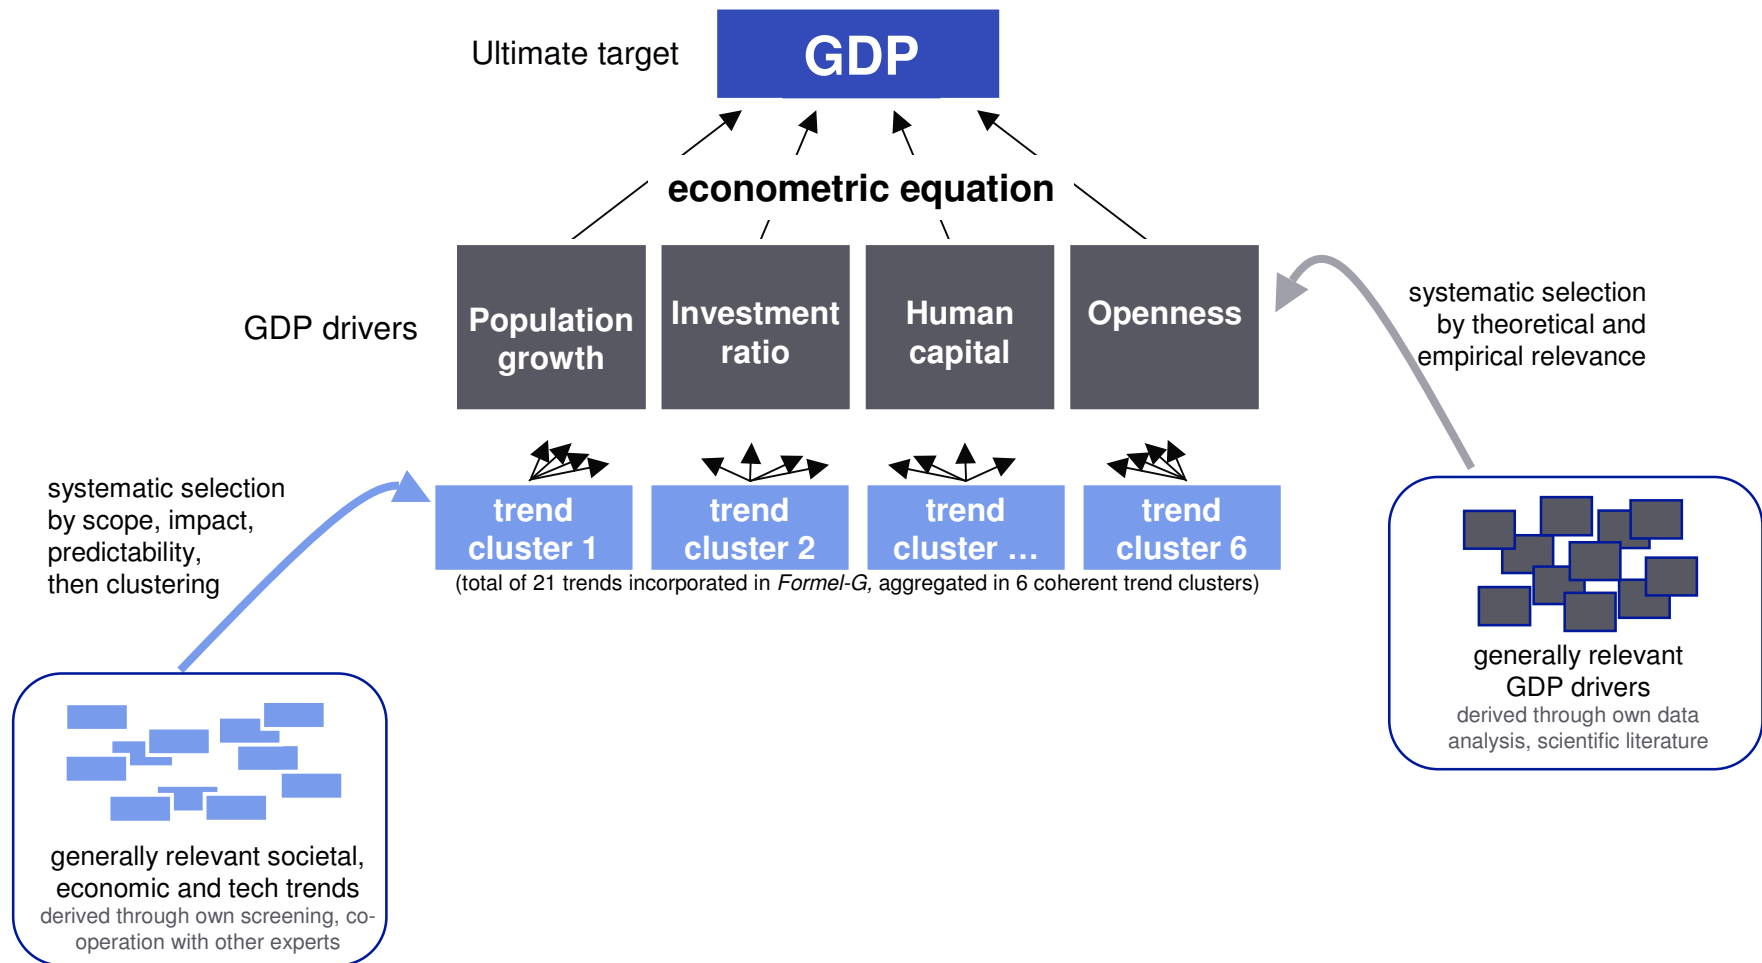 Ultimate target
GDP
econometric equation
GDP drivers
Population
growth
Investment
ratio
Human
capital
Openness
systematic selection
by theoretical and
empirical relevance
systematic selection
by scope, impact,
predictability,
then clustering
trend
cluster 1
trend
cluster 2
trend
cluster ...
trend
cluster 6
(total of 21 trends incorporated in Formel-G, aggregated in 6 coherent trend clusters)
generally relevant
GDP drivers
derived through own data
analysis, scientific literature
generally relevant societal,
economic and tech trends
derived through own screening, co-
operation with other experts